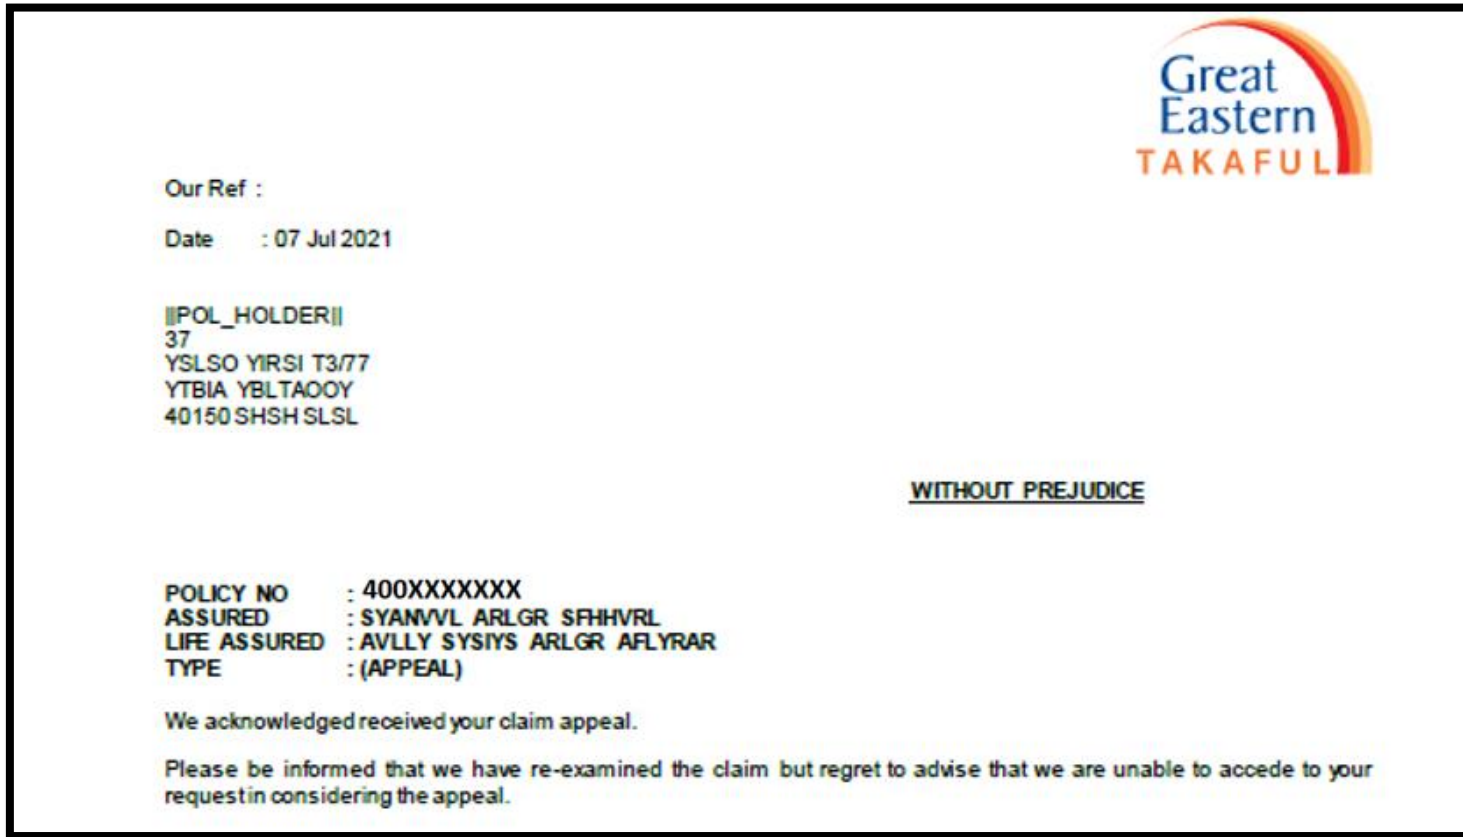 Great
Eastern
TAKAFUL
Our Ref :
Date : 07 Jul 2021
||POL_HOLDER||
37
YSLSO YIRSI T3/77
YTBIA YBLTAOOY
40150 SHSH SLSL
WITHOUT PREJUDICE
POLICY NO : 400XXXXXXX
ASSURED : SYANVVL ARLGR SFHHVRL
LIFE ASSURED : AVLLY SYSIYS ARLGR AFLYRAR
TYPE : (APPEAL)
We acknowledged received your claim appeal.
Please be informed that we have re-examined the claim but regret to advise that we are unable to accede to your
request in considering the appeal.